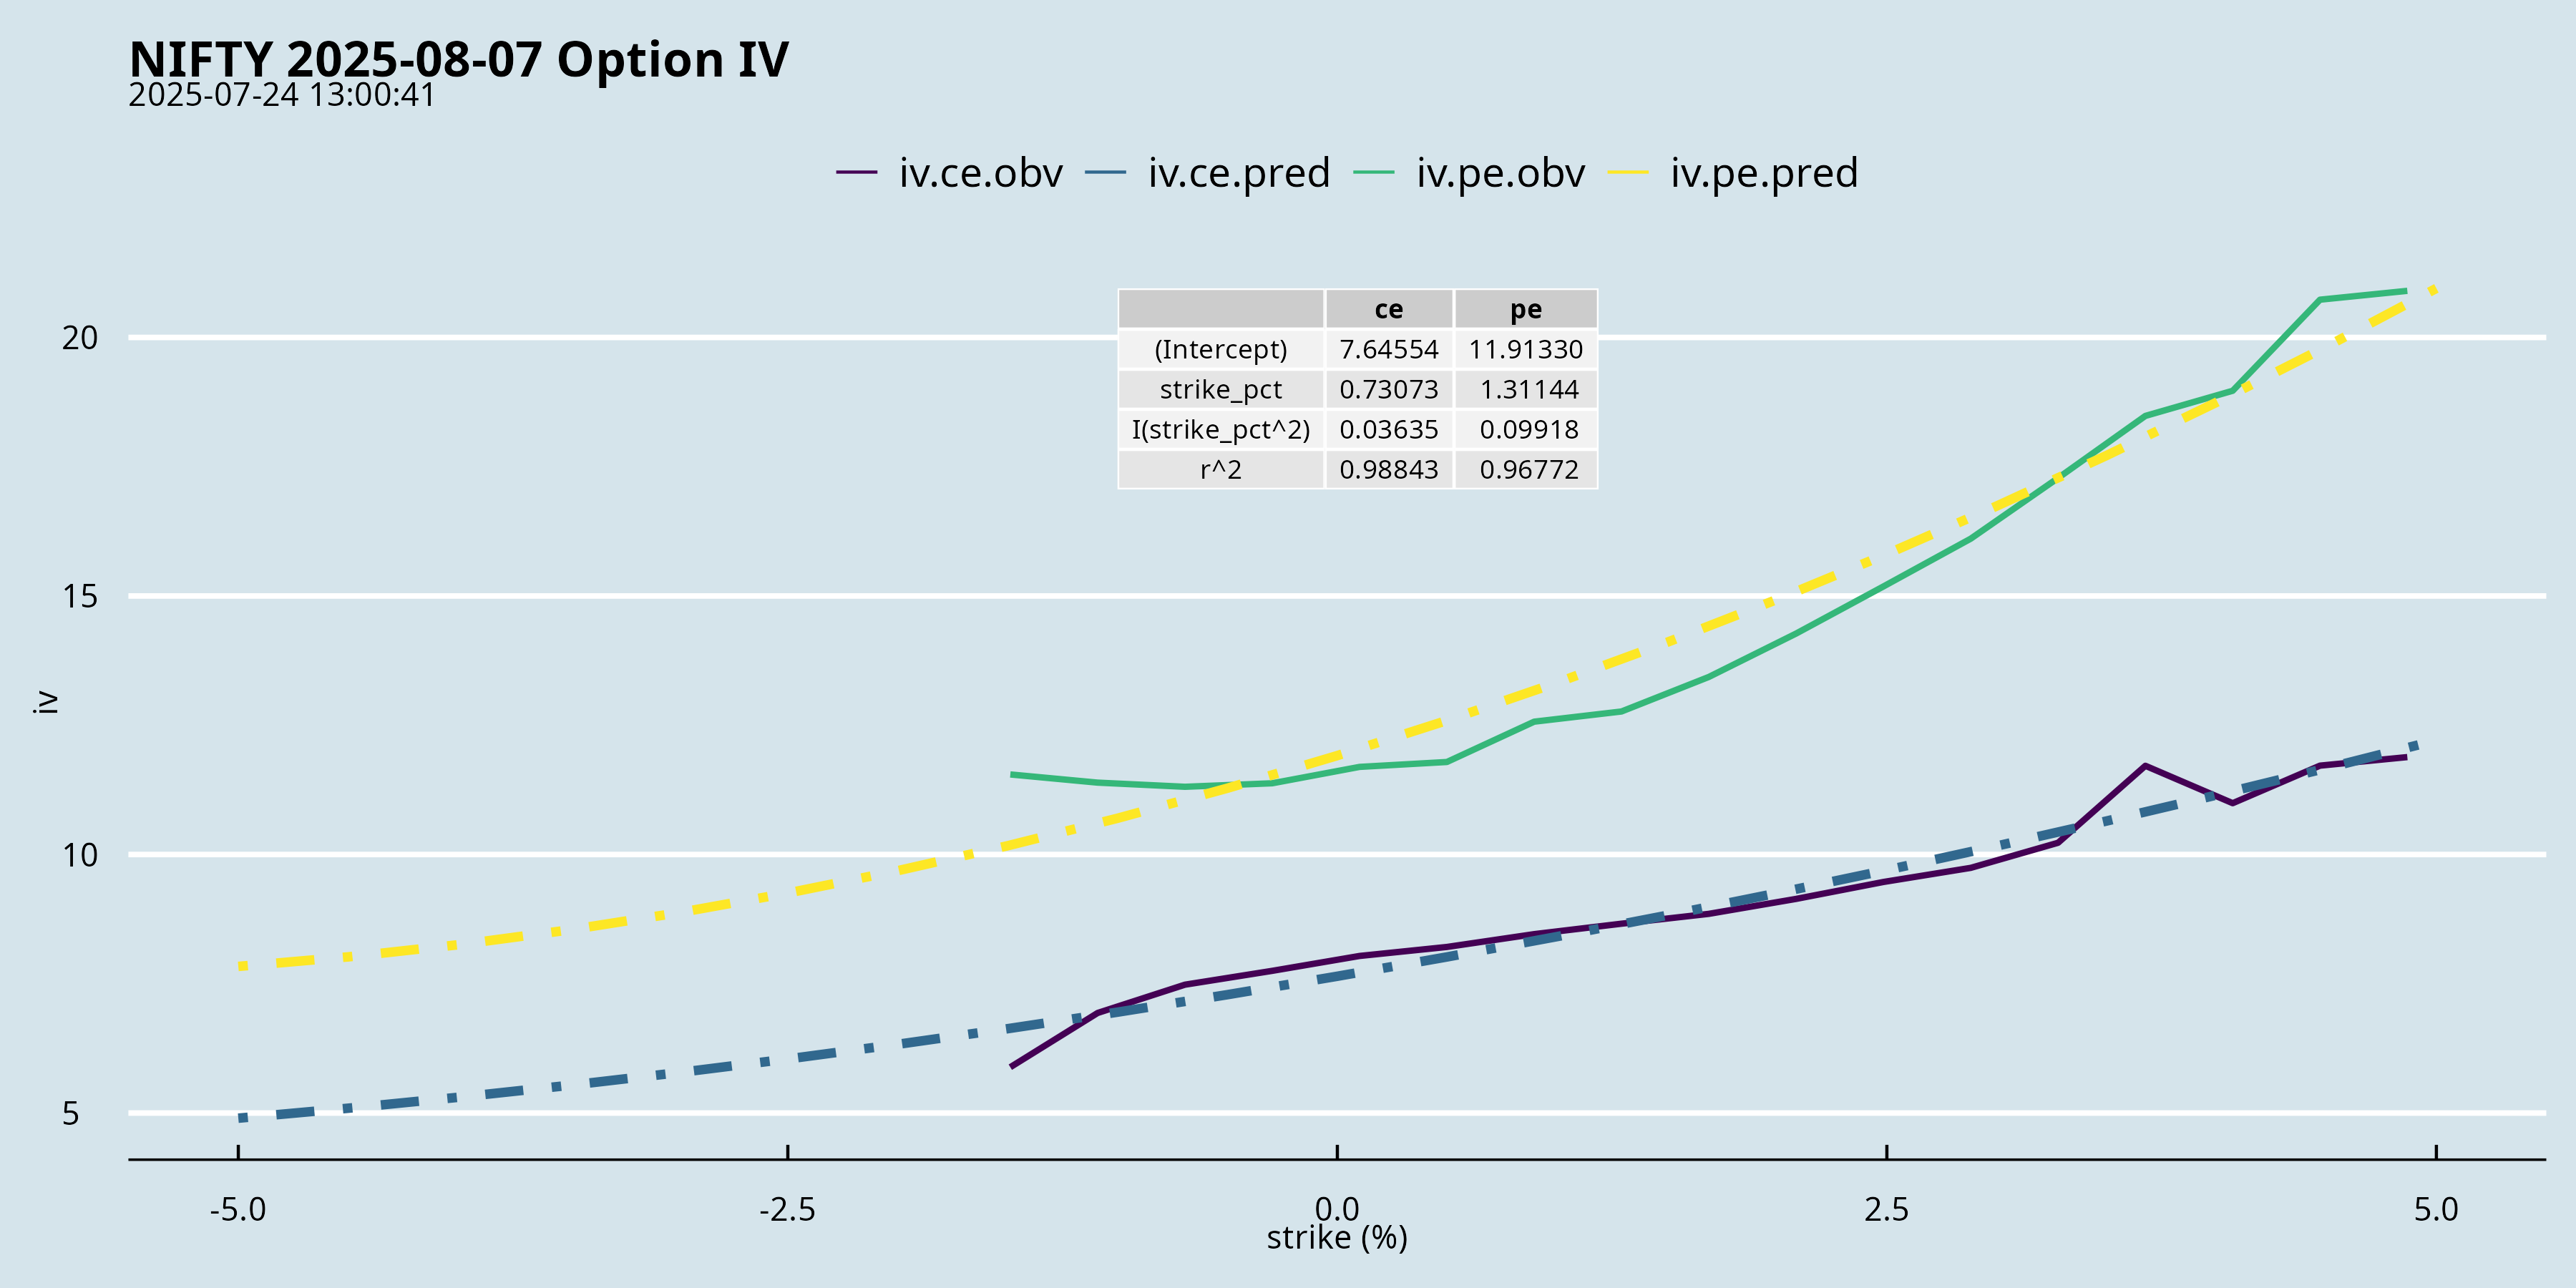 NIFTY 2025-08-07 Option IV
2025-07-24 13:00:41
iv.ce.obv iv.ce.pred iv.pe.obv iv.pe.pred
ce pe
(Intercept) 7.64554 11.91330
strike_pct 0.73073 1.31144
I(strike_pct^2) 0.03635 0.09918
r^2 0.98843 0.96772
20
15
10
5
iv
-5.0 -2.5 0.0 2.5 5.0
strike (%)